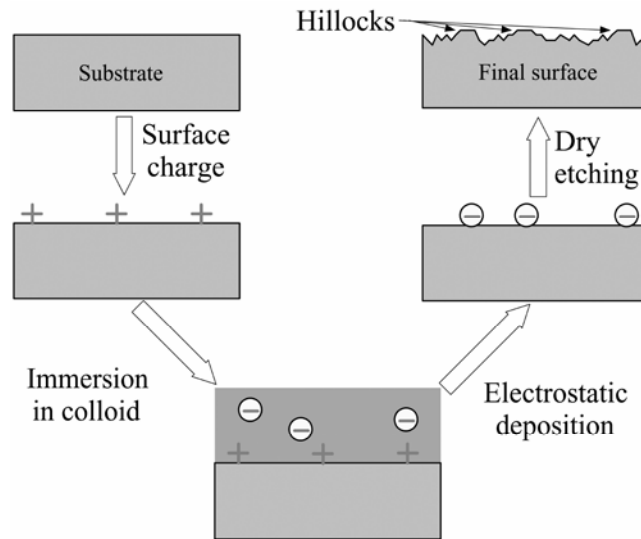 Hillocks
Substrate
Final surface
Surface
charge
Dry
etching
+ + +
− − −
Immersion
in colloid
Electrostatic
deposition
− − −
+ + +